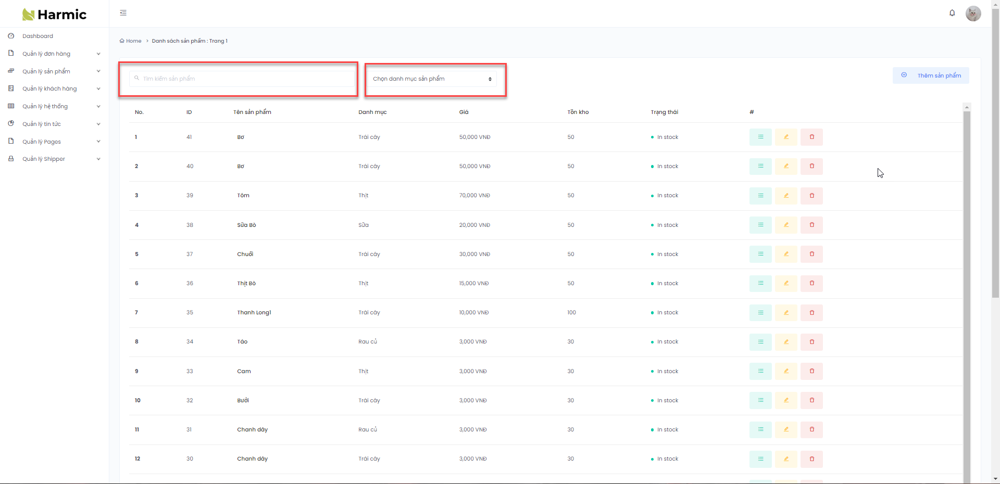 Harmic
Dashboard
Quản lý đơn hàng
Quản lý sản phẩm
Quản lý khách hàng
Quản lý hệ thống
Quản lý tin tức
Quản lý Pages
Quản lý Shipper
Home > Danh sách sản phẩm : Trang 1
Tìm kiếm sản phẩm
Chọn danh mục sản phẩm
Thêm sản phẩm
No. ID Tên sản phẩm Danh mục Giá Tồn kho Trạng thái #
1 41 Bơ Trái cây 50,000 VNĐ 50 In stock
2 40 Bơ Trái cây 50,000 VNĐ 50 In stock
3 39 Tôm Thịt 70,000 VNĐ 50 In stock
4 38 Sữa Bò Sữa 20,000 VNĐ 50 In stock
5 37 Chuối Trái cây 30,000 VNĐ 50 In stock
6 36 Thịt Bò Thịt 15,000 VNĐ 50 In stock
7 35 Thanh Long1 Trái cây 10,000 VNĐ 100 In stock
8 34 Táo Rau củ 3,000 VNĐ 30 In stock
9 33 Cam Thịt 3,000 VNĐ 30 In stock
10 32 Bưởi Trái cây 3,000 VNĐ 30 In stock
11 31 Chanh dây Rau củ 3,000 VNĐ 30 In stock
12 30 Chanh dây Trái cây 3,000 VNĐ 30 In stock